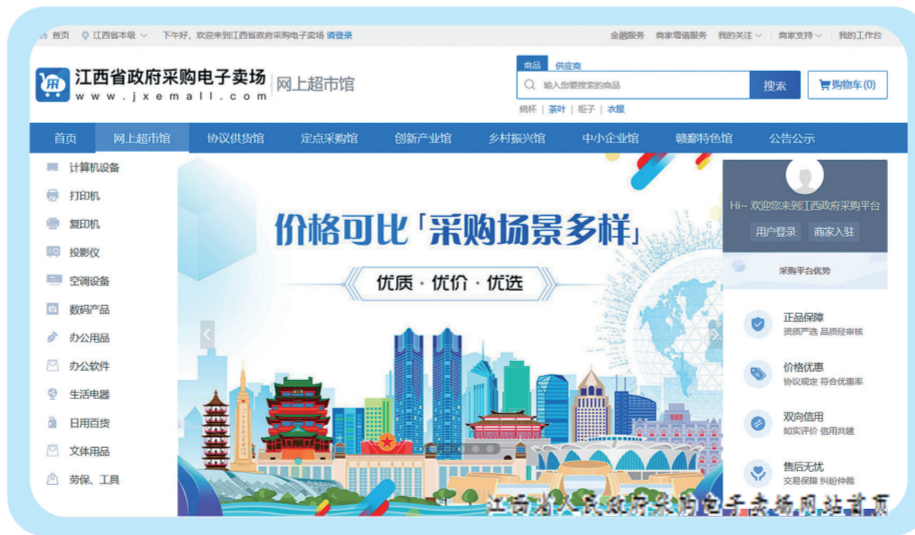 首页 江西省本级 下午好，欢迎来到江西省政府采购电子卖场 请登录 金融服务 商家增值服务 我的关注 商家支持 我的工作台
江西省政府采购电子卖场
www.jxemall.com
网上超市馆
商品 供应商
输入您要搜索的商品 搜索 购物车(0)
茶叶 | 柜子 | 衣服
首页 网上超市馆 协议供货馆 定点采购馆 创新产业馆 乡村振兴馆 中小企业馆 赣鄱特色馆 公告公示
计算机设备
打印机
复印机
投影仪
空调设备
数码产品
办公用品
办公软件
生活电器
日用百货
文体用品
劳保、工具
价格可比「采购场景多样」
优质·优价·优选
Hi~ 欢迎您来到江西政府采购平台
用户登录 商家入驻
采购平台优势
正品保障
资质严选 品质经审核
价格优惠
协议规定 符合优惠率
双向信用
如实评价 信用共建
售后无忧
交易保障 纠纷仲裁
江西省人民政府采购电子卖场网站首页